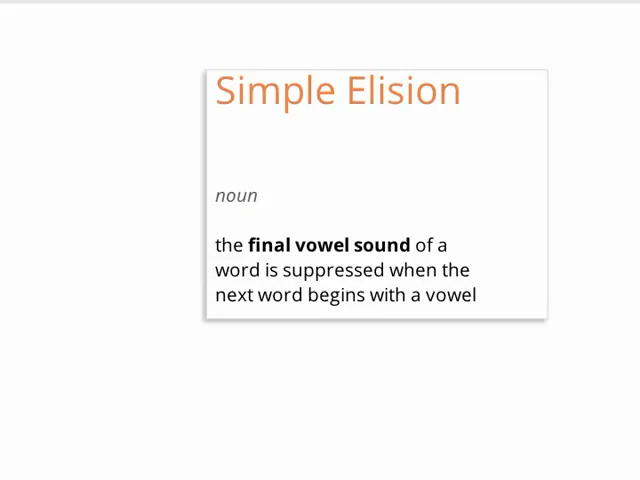 Simple Elision
noun
the final vowel sound of a
word is suppressed when the
next word begins with a vowel